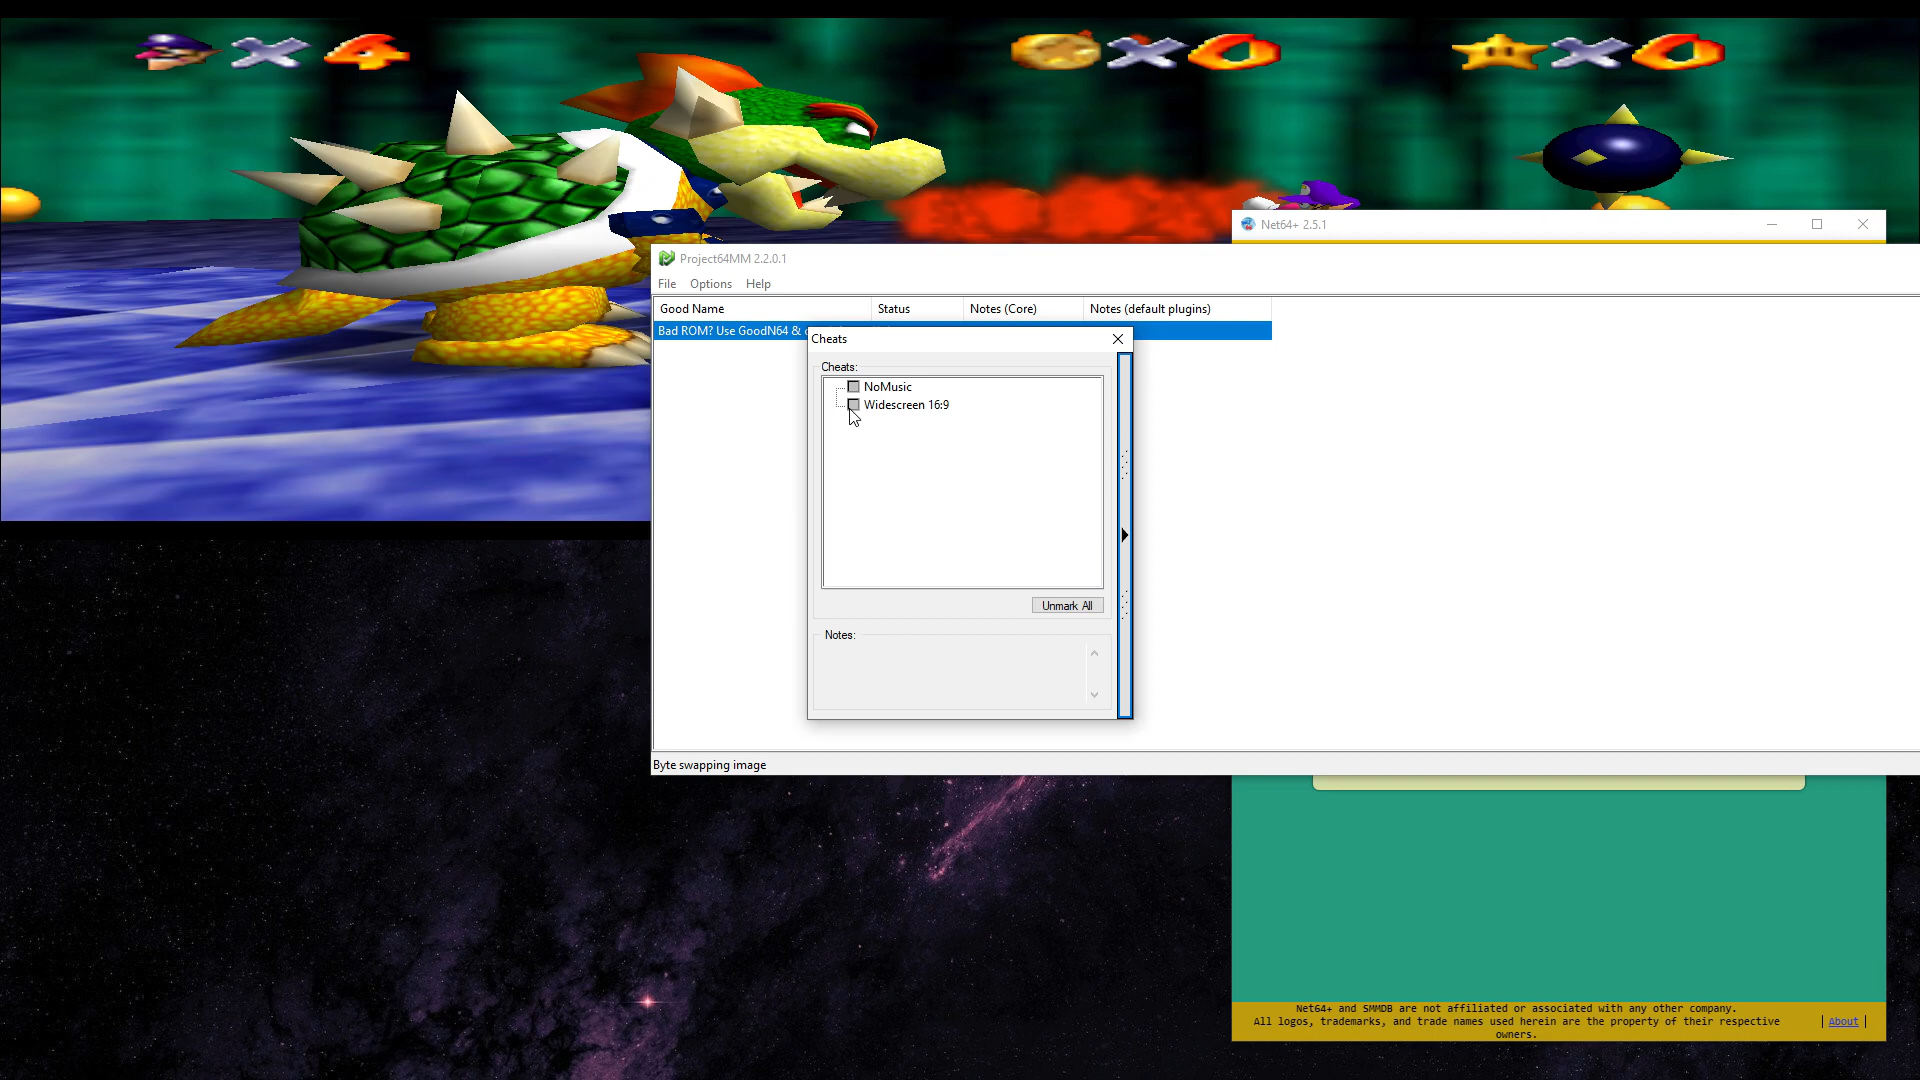 × 4
× 0
× 0
Net64+ 2.5.1
Project64MM 2.2.0.1
File Options Help
Good Name Status Notes (Core) Notes (default plugins)
Bad ROM? Use GoodN64 &
Cheats
Cheats:
NoMusic
Widescreen 16:9
Unmark All
Notes:
Byte swapping image
Net64+ and SMMDB are not affiliated or associated with any other company.
All logos, trademarks, and trade names used herein are the property of their respective
owners.
| About |